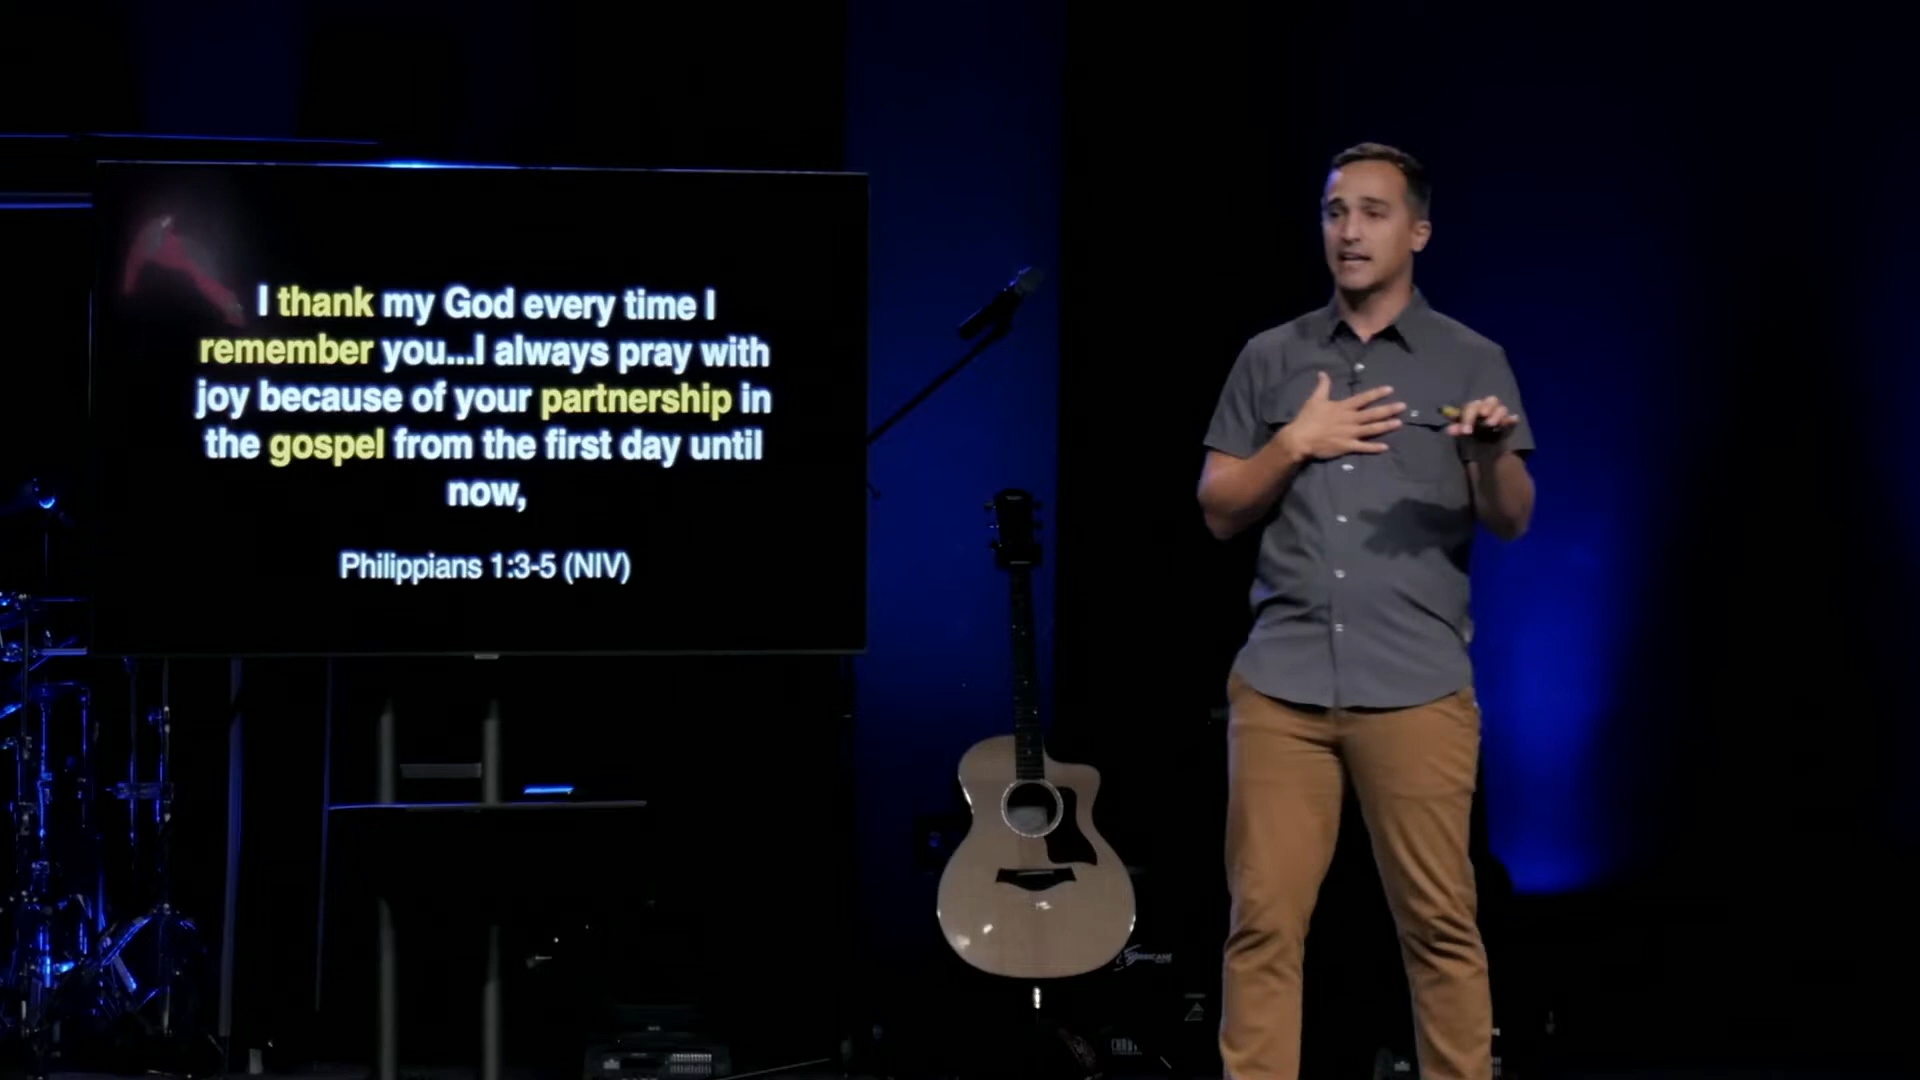 I thank my God every time I
remember you...I always pray with
joy because of your partnership in
the gospel from the first day until
now,
Philippians 1:3-5 (NIV)
HURRICANE